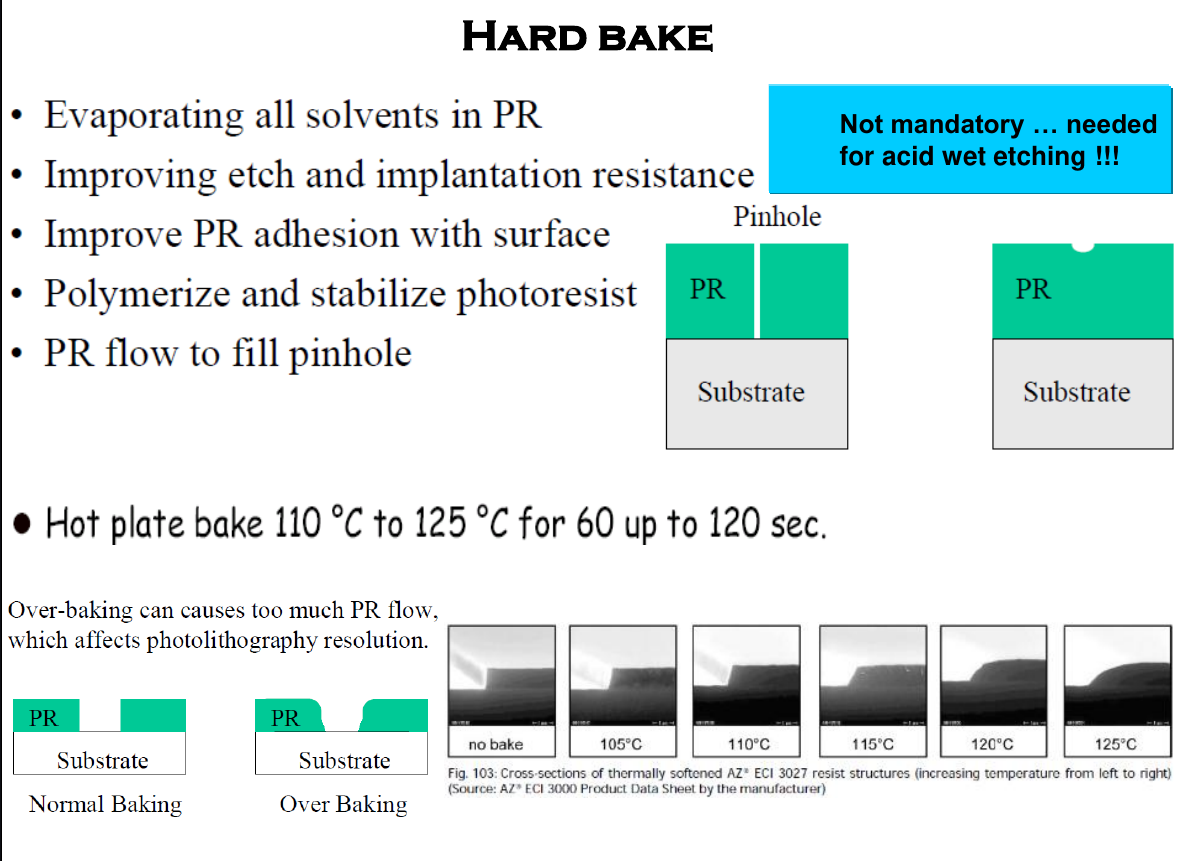 HARD BAKE
• Evaporating all solvents in PR
• Improving etch and implantation resistance
• Improve PR adhesion with surface
• Polymerize and stabilize photoresist
• PR flow to fill pinhole
Not mandatory … needed
for acid wet etching !!!
Pinhole
PR
PR
Substrate
Substrate
• Hot plate bake 110 °C to 125 °C for 60 up to 120 sec.
Over-baking can causes too much PR flow,
which affects photolithography resolution.
PR
PR
Substrate
Substrate
Normal Baking
Over Baking
no bake
105°C
110°C
115°C
120°C
125°C
Fig. 103: Cross-sections of thermally softened AZ® ECI 3027 resist structures (increasing temperature from left to right)
(Source: AZ® ECI 3000 Product Data Sheet by the manufacturer)